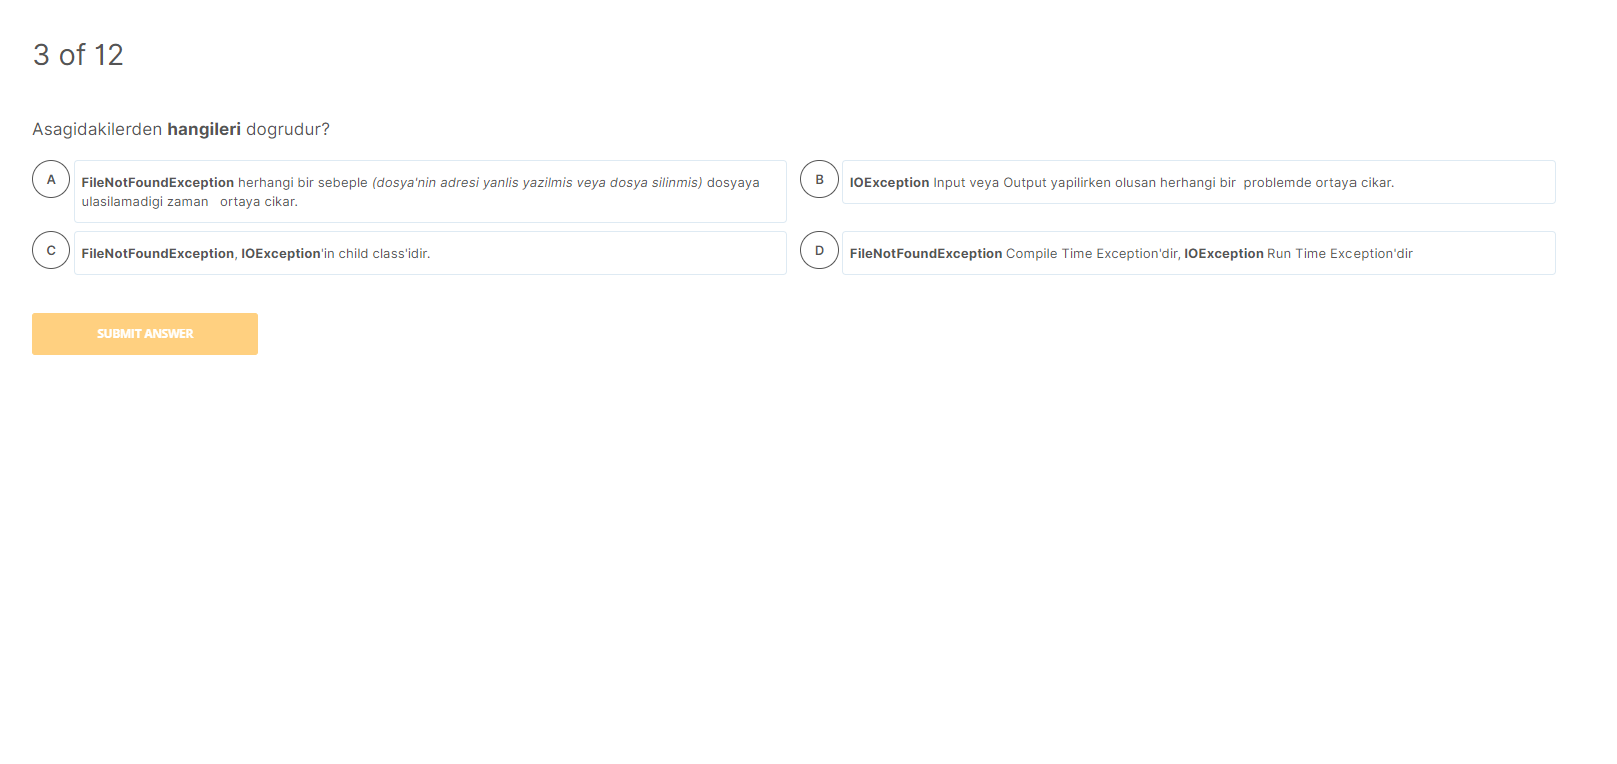 3 of 12
Asagidakilerden hangileri dogrudur?
A
FileNotFoundException herhangi bir sebeple (dosya'nin adresi yanlis yazilmis veya dosya silinmis) dosyaya
ulasilamadigi zaman ortaya cikar.
B
IOException Input veya Output yapilirken olusan herhangi bir problemde ortaya cikar.
C
FileNotFoundException, IOException'in child class'idir.
D
FileNotFoundException Compile Time Exception'dir, IOException Run Time Exception'dir
SUBMIT ANSWER